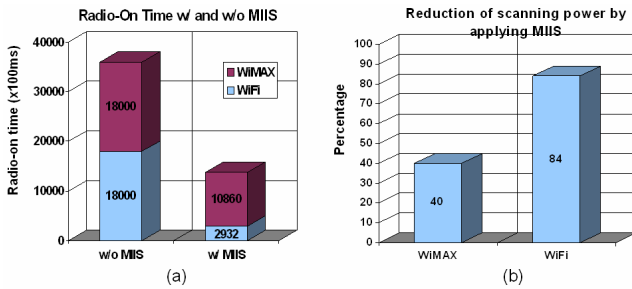 Radio-On Time w/ and w/o MIIS
Radio-on time (x100ms)
40000
30000
20000
10000
0
18000
18000
10860
2932
WiMAX
WiFi
w/o MIIS
w/ MIIS
(a)
Reduction of scanning power by
applying MIIS
Percentage
100
90
80
70
60
50
40
30
20
10
0
40
84
WiMAX
WiFi
(b)